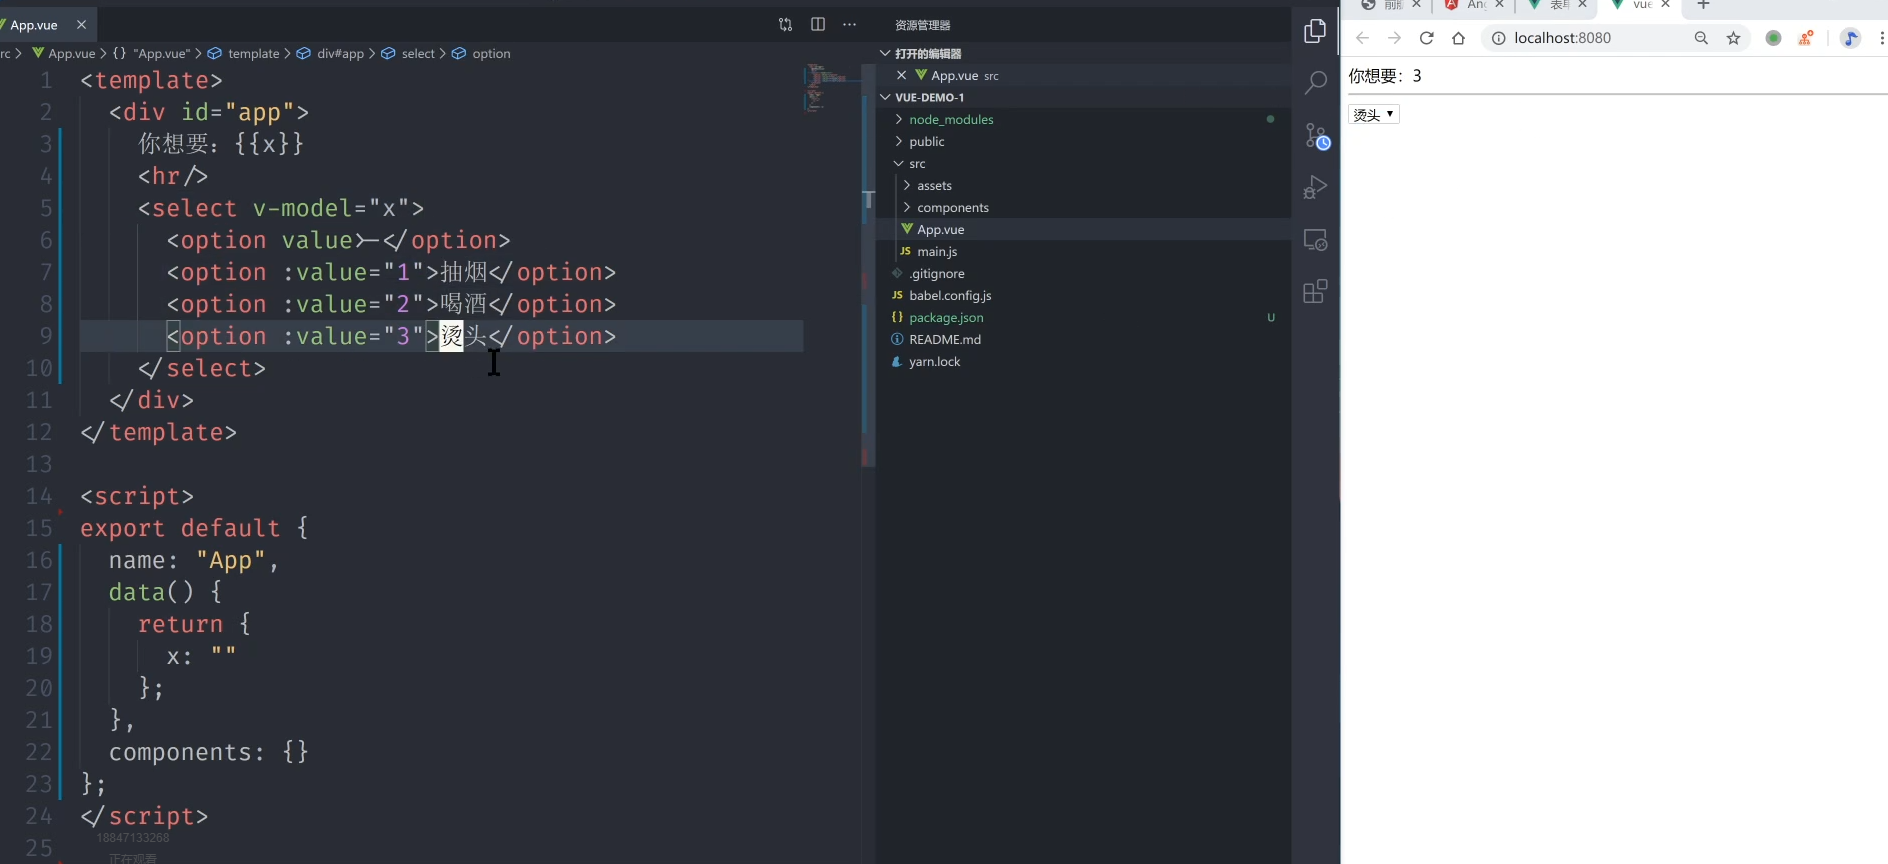 App.vue
资源管理器
前
An
表单
vue
localhost:8080
rc > App.vue > {} "App.vue" > template > div#app > select > option
1 <template>
2 <div id="app">
3 你想要：{{x}}
4 <hr/>
5 <select v-model="x">
6 <option value>-</option>
7 <option :value="1">抽烟</option>
8 <option :value="2">喝酒</option>
9 <option :value="3">烫头</option>
10 </select>
11 </div>
12 </template>
13
14 <script>
15 export default {
16 name: "App",
17 data() {
18 return {
19 x: ""
20 };
21 },
22 components: {}
23 };
24 </script>
25
18847133268
正在观看
打开的编辑器
App.vue src
VUE-DEMO-1
node_modules
public
src
assets
components
App.vue
JS main.js
.gitignore
JS babel.config.js
{} package.json U
README.md
yarn.lock
你想要：3
烫头